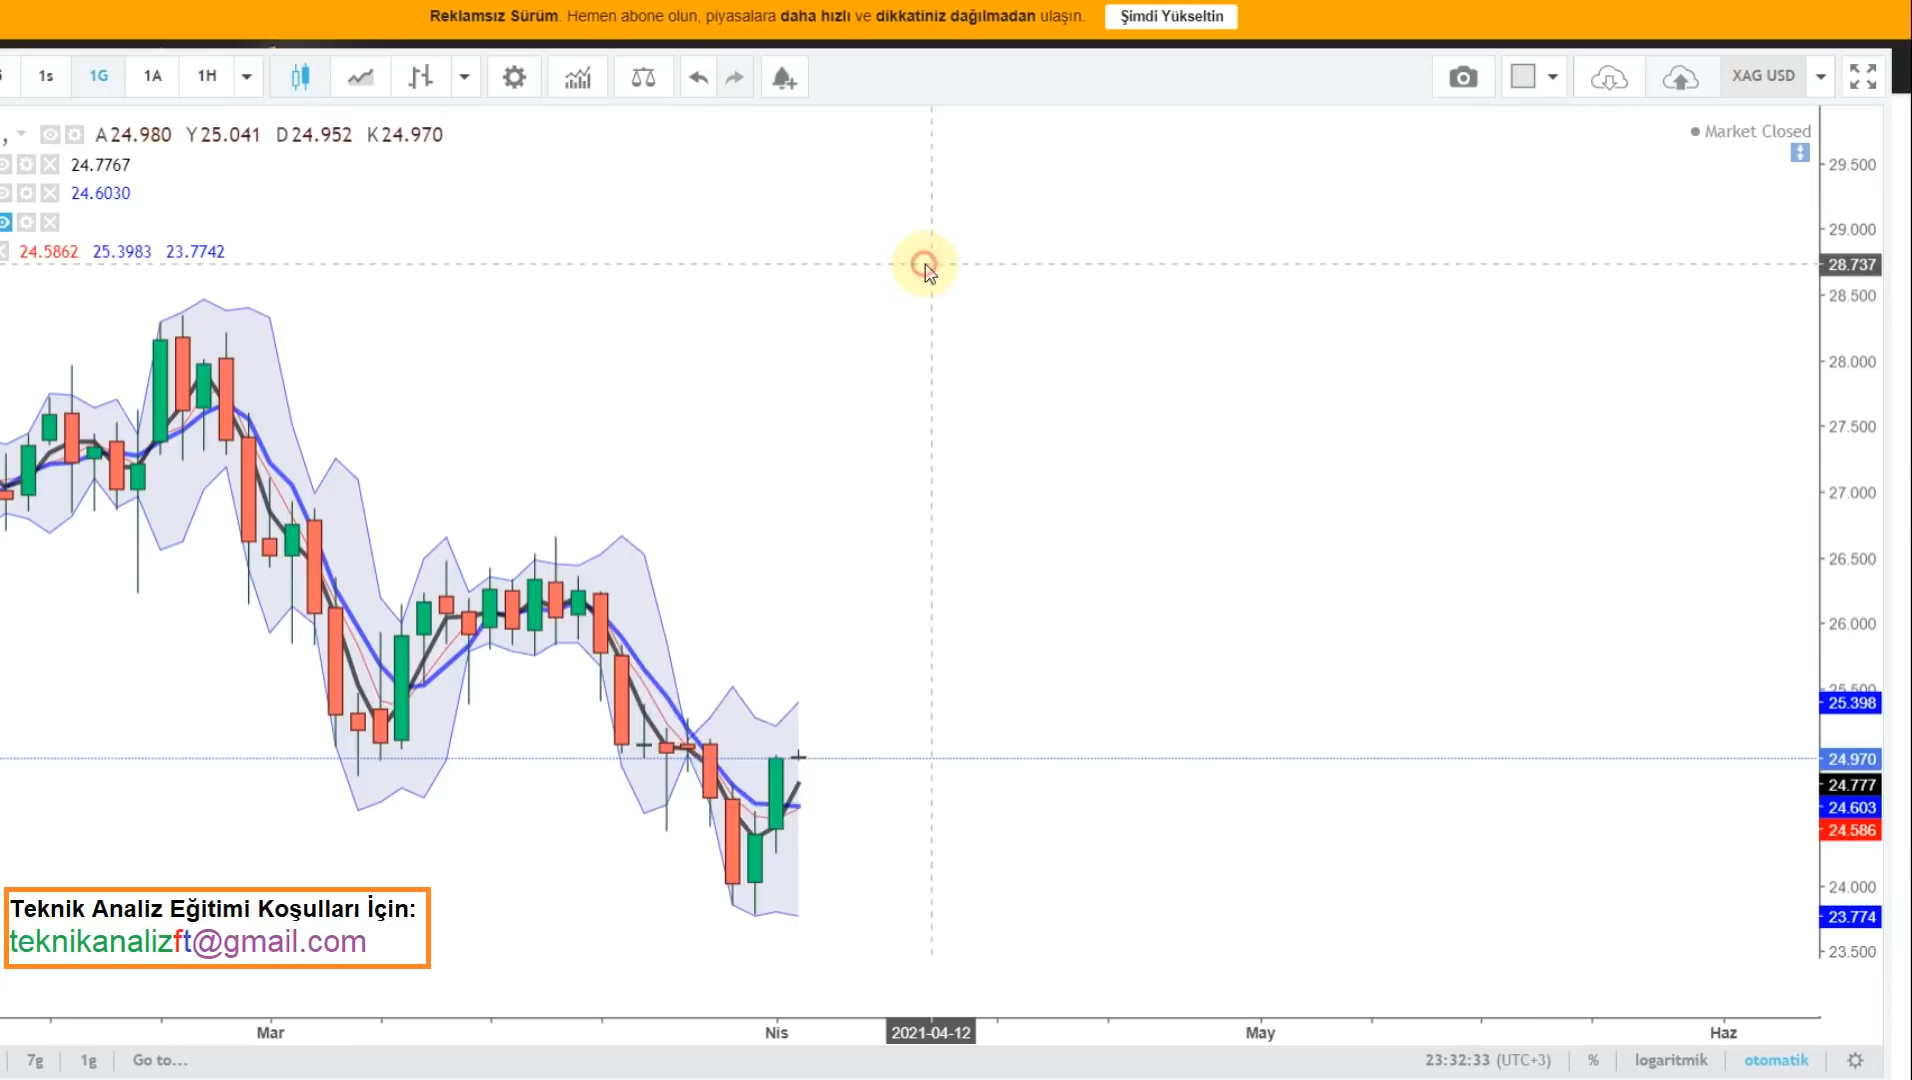 Reklamsız Sürüm. Hemen abone olun, piyasalara daha hızlı ve dikkatiniz dağılmadan ulaşın. Şimdi Yükseltin
1s 1G 1A 1H XAG USD
A24.980 Y25.041 D24.952 K24.970
Market Closed
24.7767
24.6030
24.5862 25.3983 23.7742
29.500
29.000
28.737
28.500
28.000
27.500
27.000
26.500
26.000
25.500
25.398
24.970
24.777
24.603
24.586
24.000
23.774
23.500
Teknik Analiz Eğitimi Koşulları İçin:
teknikanalizft@gmail.com
Mar Nis 2021-04-12 May Haz
7g 1g Go to... 23:32:33 (UTC+3) % logaritmik otomatik